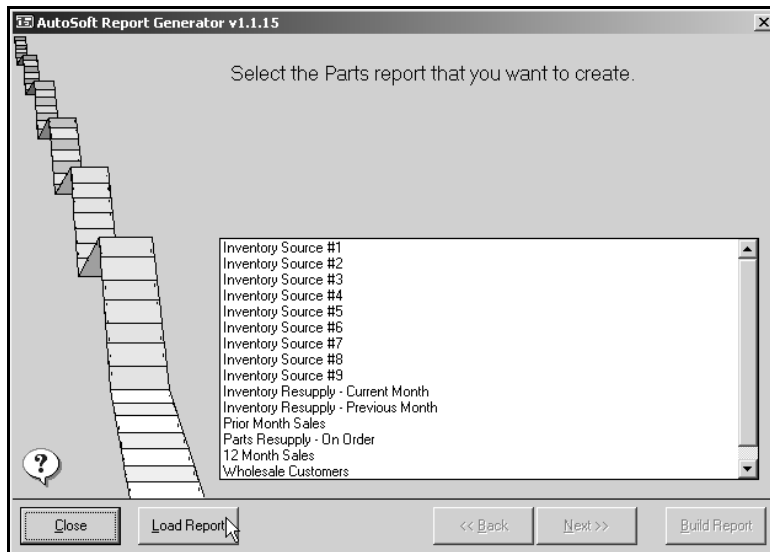 AutoSoft Report Generator v1.1.15
Select the Parts report that you want to create.
Inventory Source #1
Inventory Source #2
Inventory Source #3
Inventory Source #4
Inventory Source #5
Inventory Source #6
Inventory Source #7
Inventory Source #8
Inventory Source #9
Inventory Resupply - Current Month
Inventory Resupply - Previous Month
Prior Month Sales
Parts Resupply - On Order
12 Month Sales
Wholesale Customers
?
Close Load Report << Back Next >> Build Report